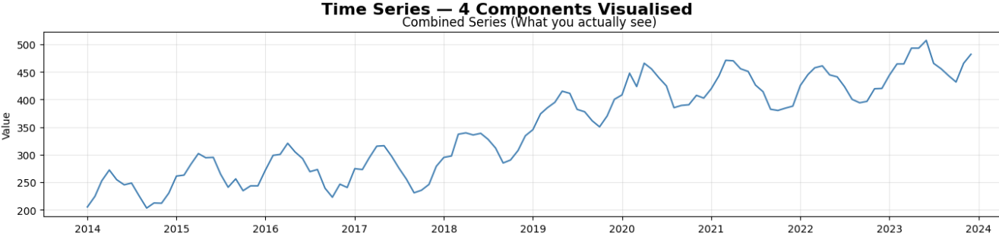 Time Series — 4 Components Visualised
Combined Series (What you actually see)
500
450
400
350
300
250
200
Value
2014 2015 2016 2017 2018 2019 2020 2021 2022 2023 2024